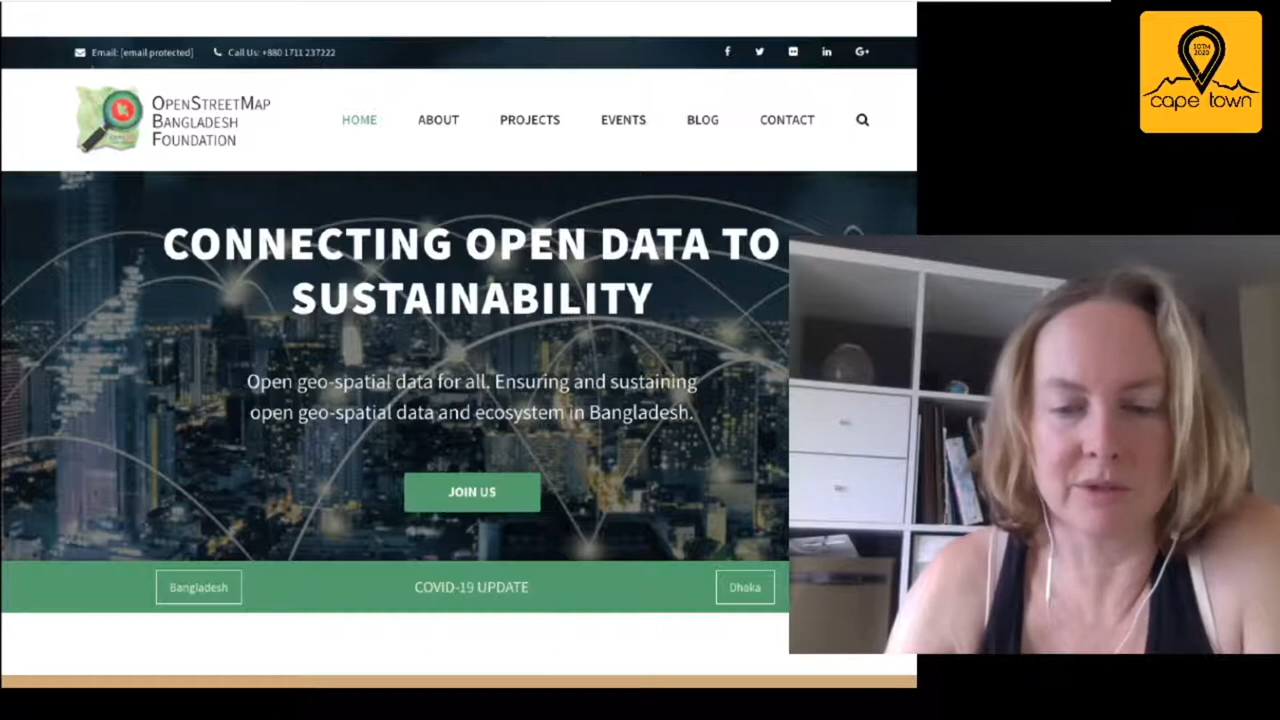 Email: [email protected]
Call Us: +880 1711 237222
SOTM
2020
cape town
OpenStreetMap
Bangladesh
Foundation
HOME
ABOUT
PROJECTS
EVENTS
BLOG
CONTACT
CONNECTING OPEN DATA TO
SUSTAINABILITY
Open geo-spatial data for all. Ensuring and sustaining
open geo-spatial data and ecosystem in Bangladesh.
JOIN US
Bangladesh
COVID-19 UPDATE
Dhaka